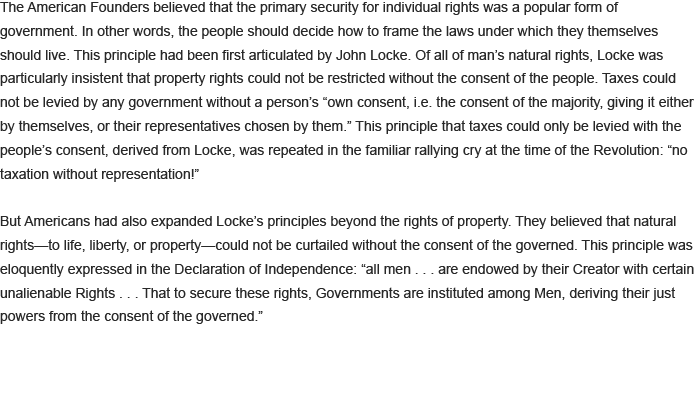 The American Founders believed that the primary security for individual rights was a popular form of
government. In other words, the people should decide how to frame the laws under which they themselves
should live. This principle had been first articulated by John Locke. Of all of man’s natural rights, Locke was
particularly insistent that property rights could not be restricted without the consent of the people. Taxes could
not be levied by any government without a person’s “own consent, i.e. the consent of the majority, giving it either
by themselves, or their representatives chosen by them.” This principle that taxes could only be levied with the
people’s consent, derived from Locke, was repeated in the familiar rallying cry at the time of the Revolution: “no
taxation without representation!”
But Americans had also expanded Locke’s principles beyond the rights of property. They believed that natural
rights—to life, liberty, or property—could not be curtailed without the consent of the governed. This principle was
eloquently expressed in the Declaration of Independence: “all men . . . are endowed by their Creator with certain
unalienable Rights . . . That to secure these rights, Governments are instituted among Men, deriving their just
powers from the consent of the governed.”